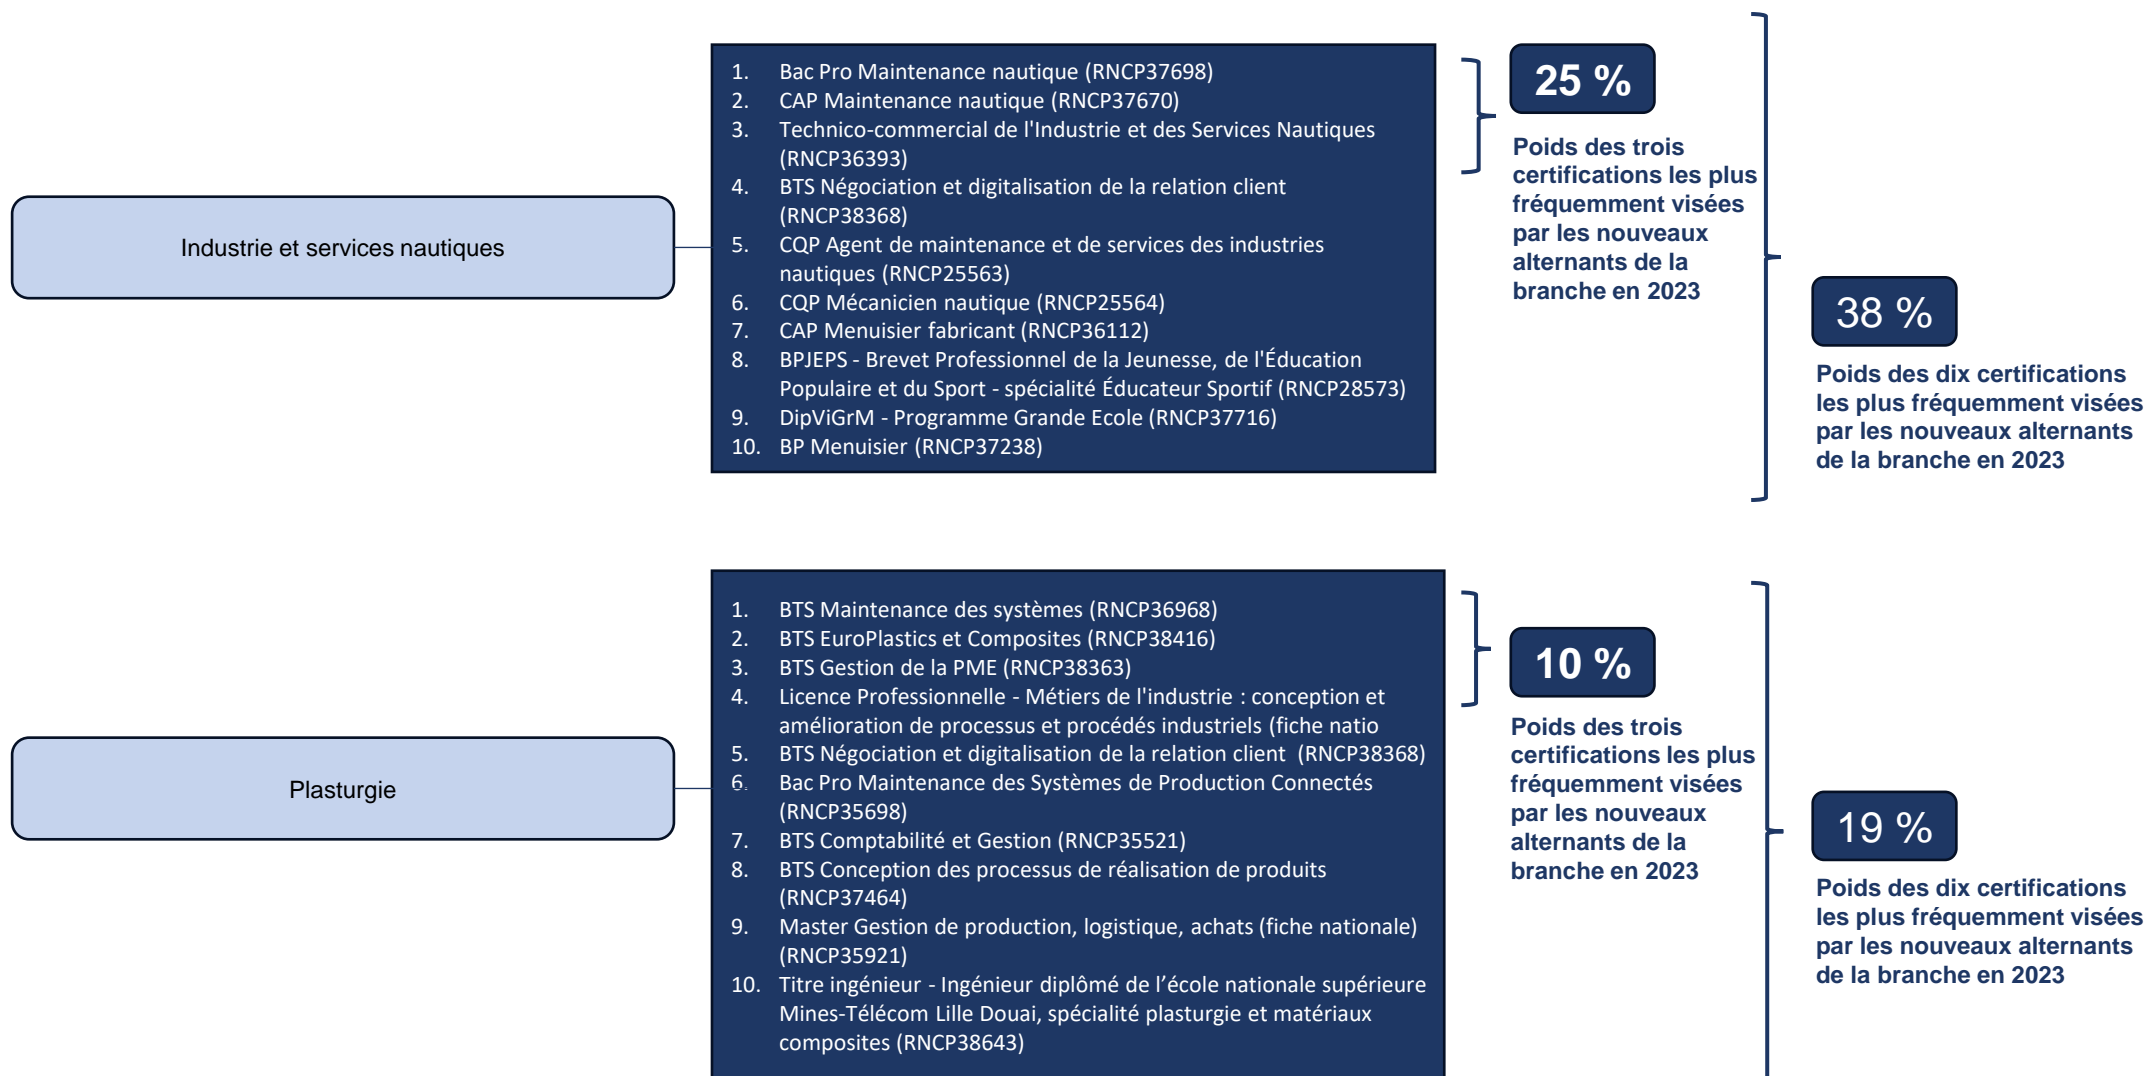 Industrie et services nautiques
1. Bac Pro Maintenance nautique (RNCP37698)
2. CAP Maintenance nautique (RNCP37670)
3. Technico-commercial de l'Industrie et des Services Nautiques
(RNCP36393)
4. BTS Négociation et digitalisation de la relation client
(RNCP38368)
5. CQP Agent de maintenance et de services des industries
nautiques (RNCP25563)
6. CQP Mécanicien nautique (RNCP25564)
7. CAP Menuisier fabricant (RNCP36112)
8. BPJEPS - Brevet Professionnel de la Jeunesse, de l'Éducation
Populaire et du Sport - spécialité Éducateur Sportif (RNCP28573)
9. DipViGrM - Programme Grande Ecole (RNCP37716)
10. BP Menuisier (RNCP37238)
25 %
Poids des trois
certifications les plus
fréquemment visées
par les nouveaux
alternants de la
branche en 2023
38 %
Poids des dix certifications
les plus fréquemment visées
par les nouveaux alternants
de la branche en 2023
Plasturgie
1. BTS Maintenance des systèmes (RNCP36968)
2. BTS EuroPlastics et Composites (RNCP38416)
3. BTS Gestion de la PME (RNCP38363)
4. Licence Professionnelle - Métiers de l'industrie : conception et
amélioration de processus et procédés industriels (fiche natio
5. BTS Négociation et digitalisation de la relation client (RNCP38368)
6. Bac Pro Maintenance des Systèmes de Production Connectés
(RNCP35698)
7. BTS Comptabilité et Gestion (RNCP35521)
8. BTS Conception des processus de réalisation de produits
(RNCP37464)
9. Master Gestion de production, logistique, achats (fiche nationale)
(RNCP35921)
10. Titre ingénieur - Ingénieur diplômé de l’école nationale supérieure
Mines-Télécom Lille Douai, spécialité plasturgie et matériaux
composites (RNCP38643)
10 %
Poids des trois
certifications les plus
fréquemment visées
par les nouveaux
alternants de la
branche en 2023
19 %
Poids des dix certifications
les plus fréquemment visées
par les nouveaux alternants
de la branche en 2023